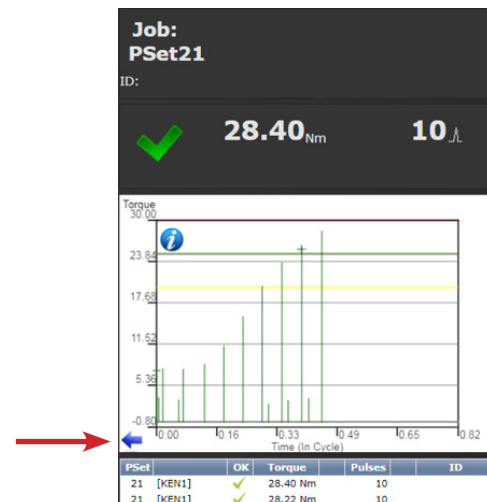 Job:
PSet21
ID:
28.40 Nm 10
Torque
30.00
23.84
17.68
11.52
5.36
-0.80
0.00 0.16 0.33 0.49 0.65 0.82
Time (In Cycle)
PSet OK Torque Pulses ID
21 [KEN1] 28.40 Nm 10
21 [KEN1] 28.22 Nm 10